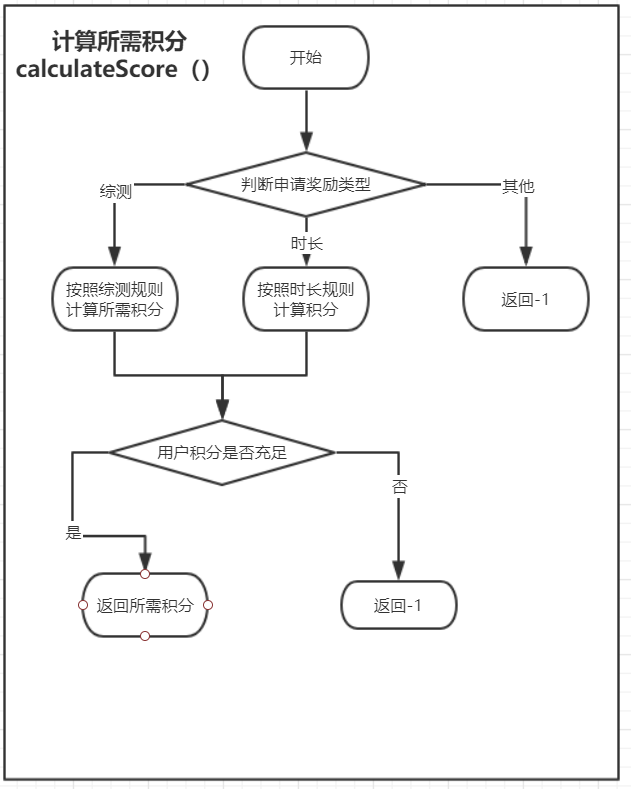 计算所需积分
calculateScore（）
开始
判断申请奖励类型
综测
其他
时长
按照综测规则
计算所需积分
按照时长规则
计算积分
返回-1
用户积分是否充足
否
是
返回所需积分
返回-1